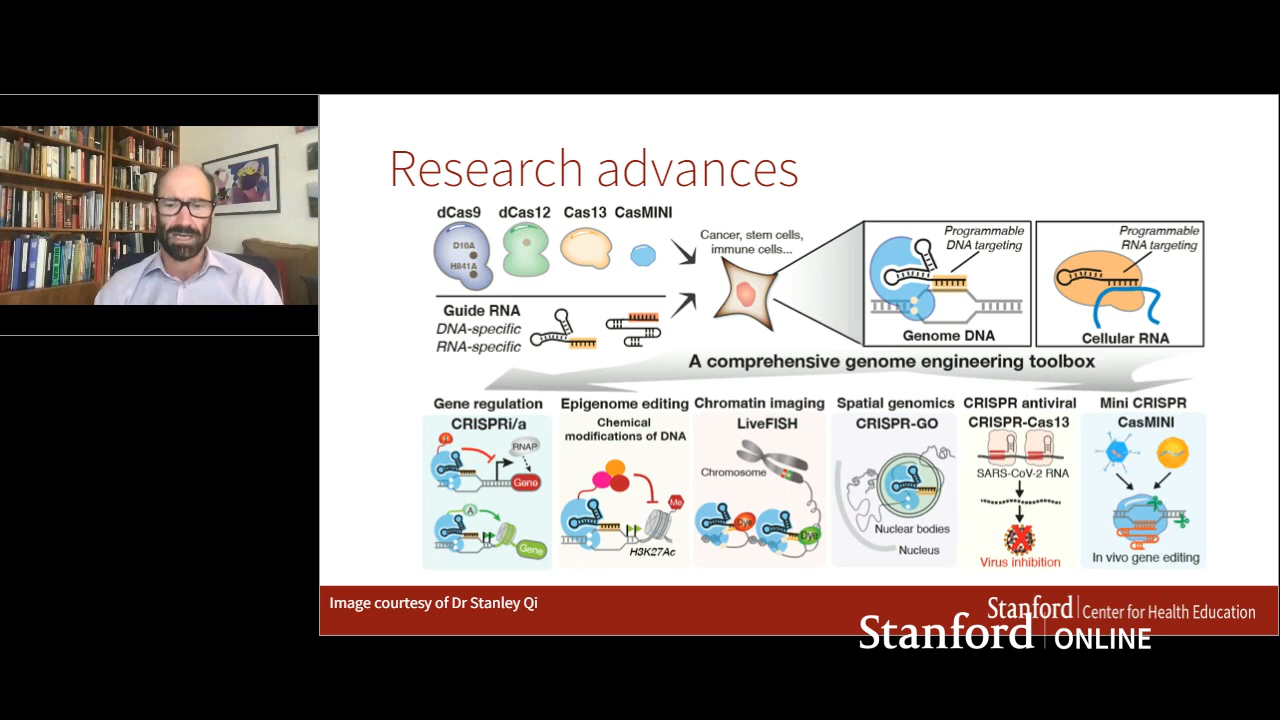 Research advances
dCas9 dCas12 Cas13 CasMINI
D10A
H841A
Guide RNA
DNA-specific
RNA-specific
Cancer, stem cells,
immune cells...
Programmable
DNA targeting
Genome DNA
Programmable
RNA targeting
Cellular RNA
A comprehensive genome engineering toolbox
Gene regulation
CRISPRi/a
R
RNAP
Gene
A
Gene
Epigenome editing
Chemical
modifications of DNA
Me
H3K27Ac
Chromatin imaging
LiveFISH
Chromosome
Dye
Dye
Spatial genomics
CRISPR-GO
Nuclear bodies
Nucleus
CRISPR antiviral
CRISPR-Cas13
SARS-CoV-2 RNA
Virus inhibition
Mini CRISPR
CasMINI
In vivo gene editing
Image courtesy of Dr Stanley Qi
Stanford Center for Health Education
Stanford ONLINE